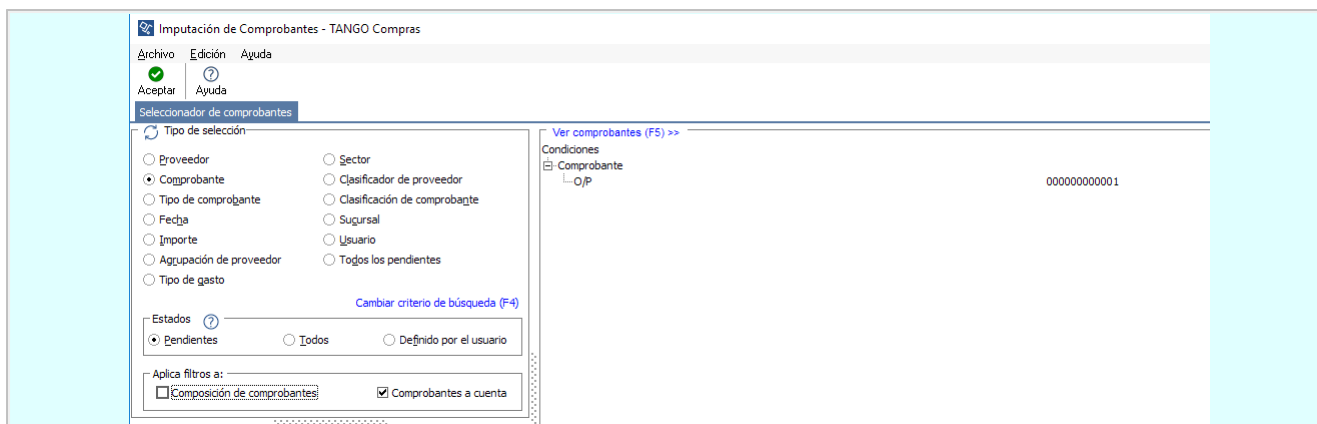 Imputación de Comprobantes - TANGO Compras
Archivo Edición Ayuda
Aceptar Ayuda
Seleccionador de comprobantes
Tipo de selección
Proveedor Sector
Comprobante Clasificador de proveedor
Tipo de comprobante Clasificación de comprobante
Fecha Sucursal
Importe Usuario
Agrupación de proveedor Todos los pendientes
Tipo de gasto
Cambiar criterio de búsqueda (F4)
Estados
Pendientes Todos Definido por el usuario
Aplica filtros a:
Composición de comprobantes Comprobantes a cuenta
Ver comprobantes (F5) >>
Condiciones
Comprobante
O/P 000000000001